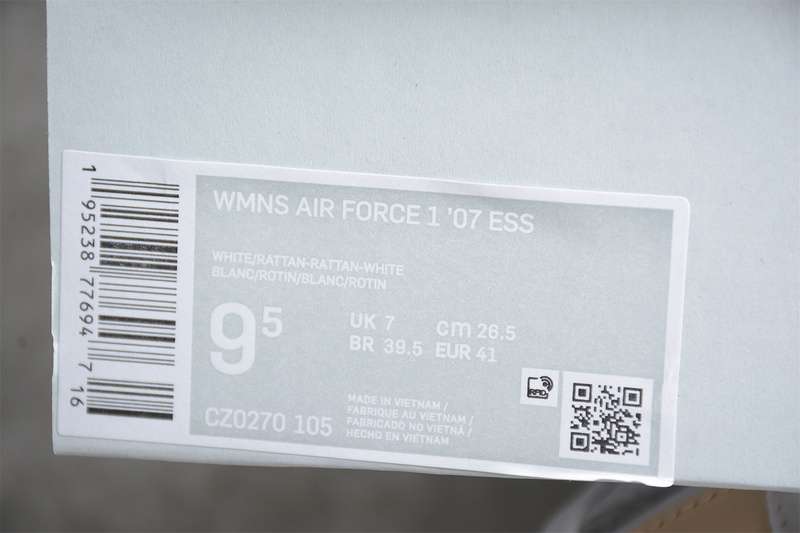 1 95238 77694 7 16
WMNS AIR FORCE 1 '07 ESS
WHITE/RATTAN-RATTAN-WHITE
BLANC/ROTIN/BLANC/ROTIN
9 5
UK 7 cm 26.5
BR 39.5 EUR 41
CZ0270 105
MADE IN VIETNAM /
FABRIQUE AU VIETNAM /
FABRICADO NO VIETNÃ /
HECHO EN VIETNAM